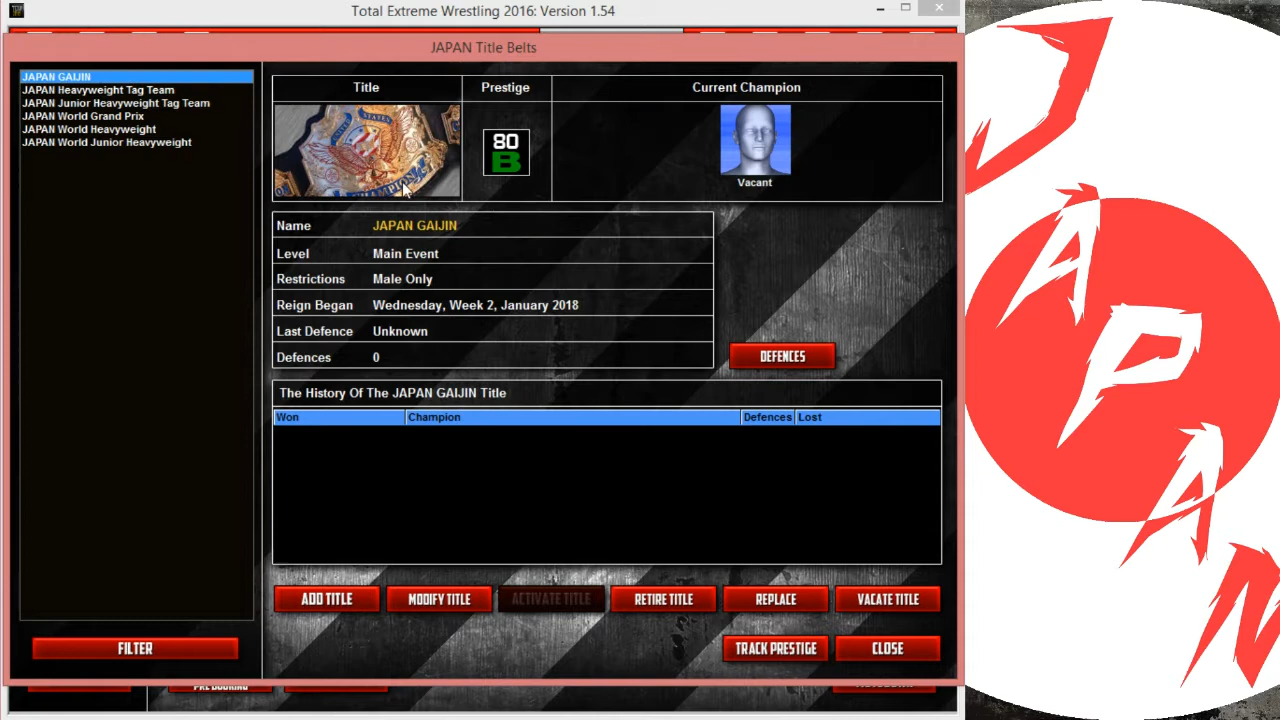 Total Extreme Wrestling 2016: Version 1.54
JAPAN Title Belts
JAPAN GAIJIN
JAPAN Heavyweight Tag Team
JAPAN Junior Heavyweight Tag Team
JAPAN World Grand Prix
JAPAN World Heavyweight
JAPAN World Junior Heavyweight
FILTER
Title
Prestige
Current Champion
STATES
CHAMPION
80
B
Vacant
Name JAPAN GAIJIN
Level Main Event
Restrictions Male Only
Reign Began Wednesday, Week 2, January 2018
Last Defence Unknown
Defences 0
DEFENCES
The History Of The JAPAN GAIJIN Title
Won Champion Defences Lost
ADD TITLE
MODIFY TITLE
ACTIVATE TITLE
RETIRE TITLE
REPLACE
VACATE TITLE
TRACK PRESTIGE
CLOSE
JAPAN